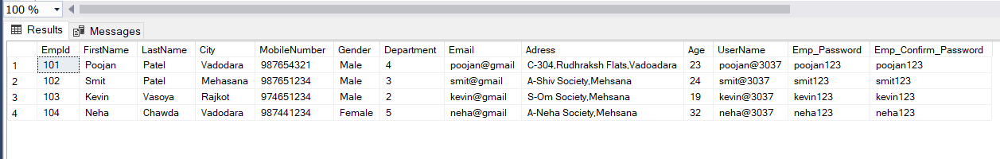 100 %
Results Messages
EmpId FirstName LastName City MobileNumber Gender Department Email Adress Age UserName Emp_Password Emp_Confirm_Password
1 101 Poojan Patel Vadodara 987654321 Male 4 poojan@gmail C-304,Rudhraksh Flats,Vadoadara 23 poojan@3037 poojan123 poojan123
2 102 Smit Patel Mehasana 987651234 Male 3 smit@gmail A-Shiv Society,Mehsana 24 smit@3037 smit123 smit123
3 103 Kevin Vasoya Rajkot 974651234 Male 2 kevin@gmail S-Om Society,Mehsana 19 kevin@3037 kevin123 kevin123
4 104 Neha Chawda Vadodara 987441234 Female 5 neha@gmail A-Neha Society,Mehsana 32 neha@3037 neha123 neha123